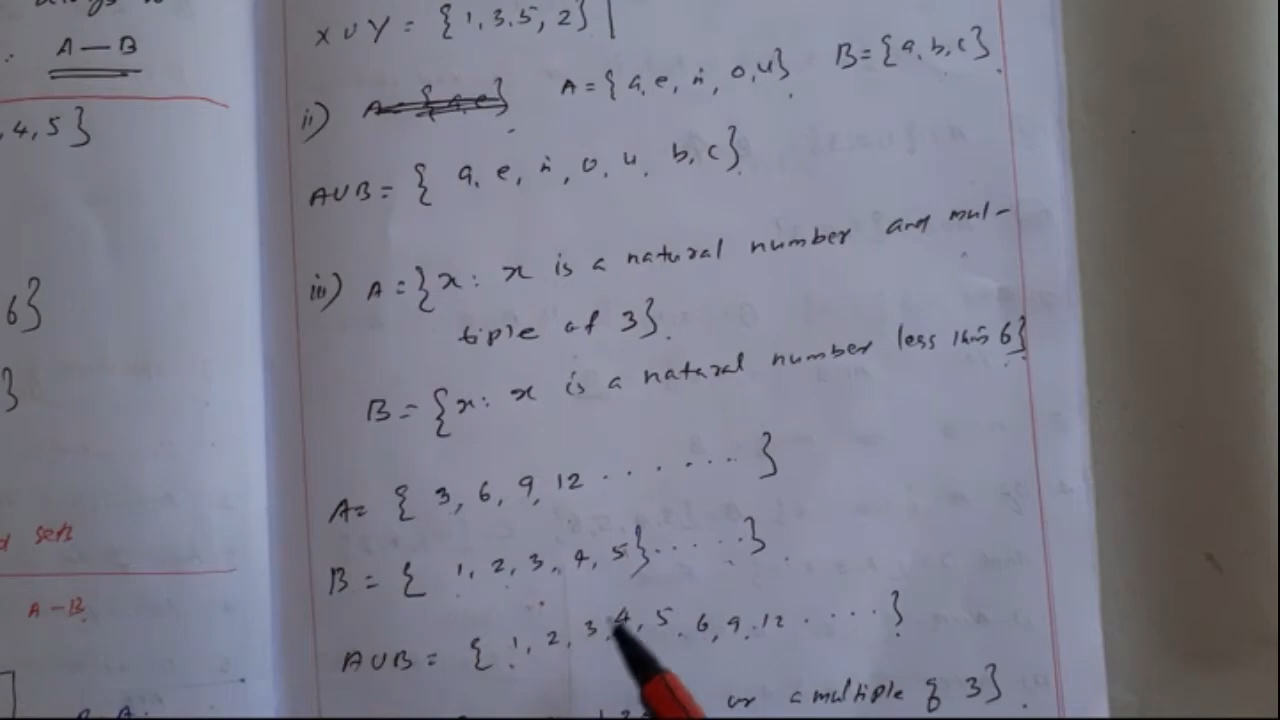 A – B
4, 5}
6}
}
sets
A – B
B – A.
X ∪ Y = {1, 3, 5, 2}
ii) A = {a, e, i, o, u} B = {a, b, c}
A∪B = { a, e, i, o, u, b, c}
iii) A = {x : x is a natural number and mul-
tiple of 3}.
B = {x : x is a natural number less than 6}
A = { 3, 6, 9, 12 . . . . . . . }
B = { 1, 2, 3, 4, 5} . . . . . }
A∪B = { 1, 2, 3, 4, 5, 6, 9, 12 . . . . }
or a multiple of 3}.